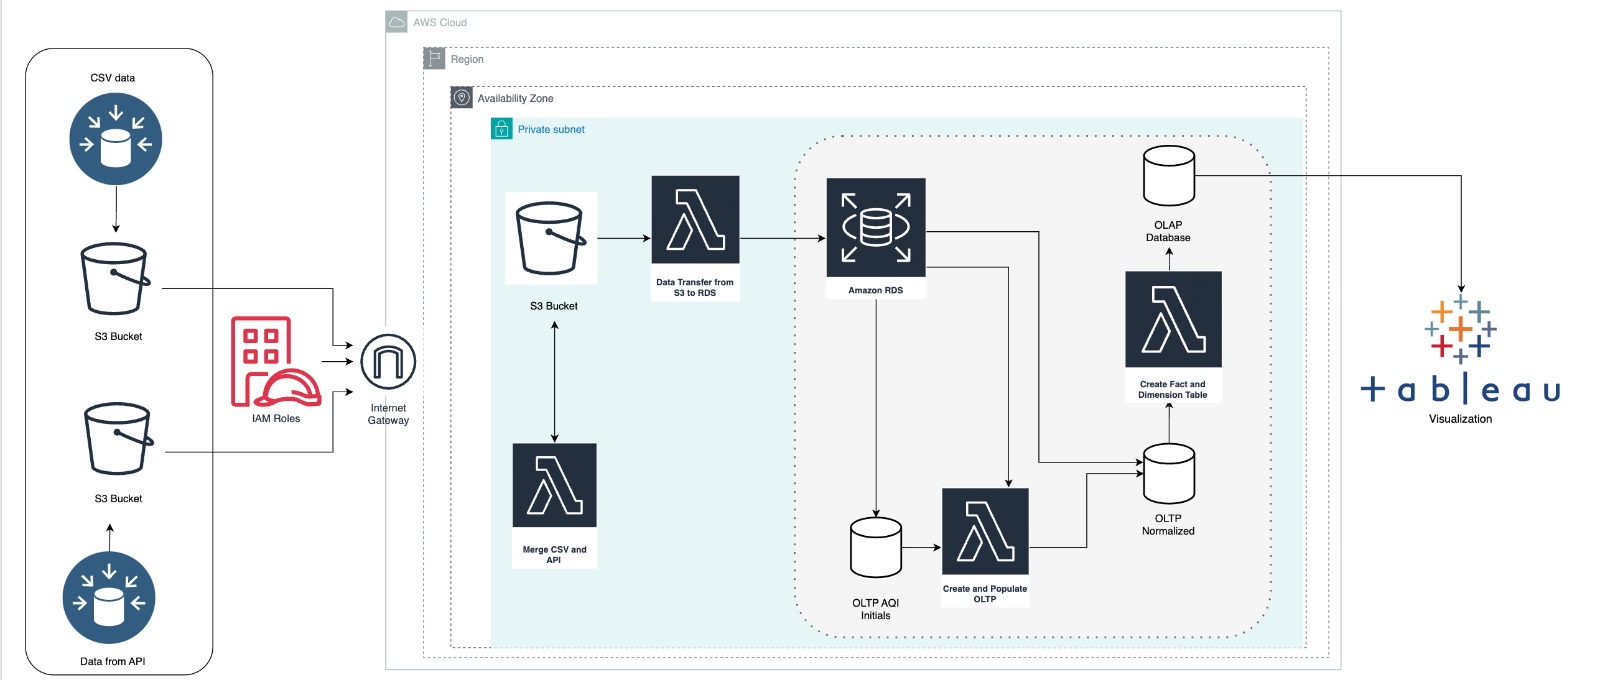 AWS Cloud
Region
Availability Zone
Private subnet
CSV data
S3 Bucket
S3 Bucket
Data from API
IAM Roles
Internet
Gateway
S3 Bucket
Data Transfer from
S3 to RDS
Merge CSV and
API
Amazon RDS
OLTP AQI
Initials
Create and Populate
OLTP
OLTP
Normalized
Create Fact and
Dimension Table
OLAP
Database
+ a b l e a u
Visualization